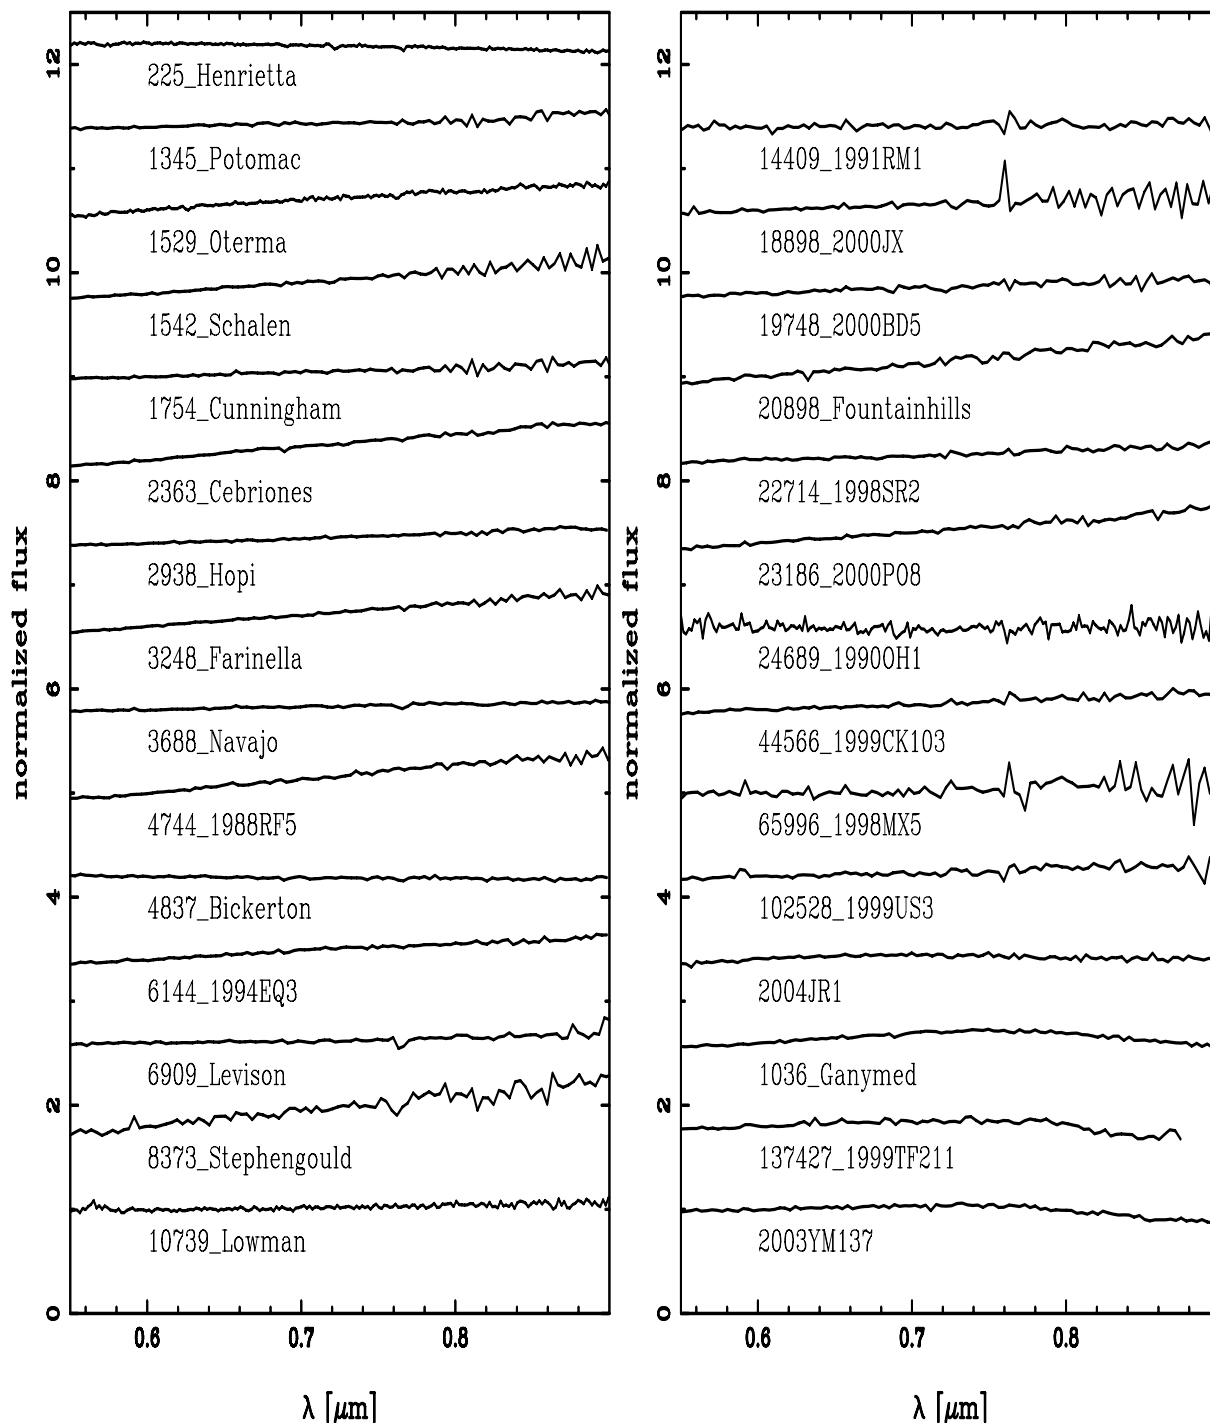 12
225_Henrietta
1345_Potomac
1529_Oterma
10
1542_Schalen
1754_Cunningham
8
2363_Cebriones
2938_Hopi
3248_Farinella
6
3688_Navajo
4744_1988RF5
4
4837_Bickerton
6144_1994EQ3
6909_Levison
2
8373_Stephengould
10739_Lowman
0
normalized flux
0.6 0.7 0.8
λ [μm]
12
14409_1991RM1
18898_2000JX
10
19748_2000BD5
20898_Fountainhills
8
22714_1998SR2
23186_2000PO8
24689_1990OH1
6
44566_1999CK103
65996_1998MX5
4
102528_1999US3
2004JR1
1036_Ganymed
2
137427_1999TF211
2003YM137
0
normalized flux
0.6 0.7 0.8
λ [μm]